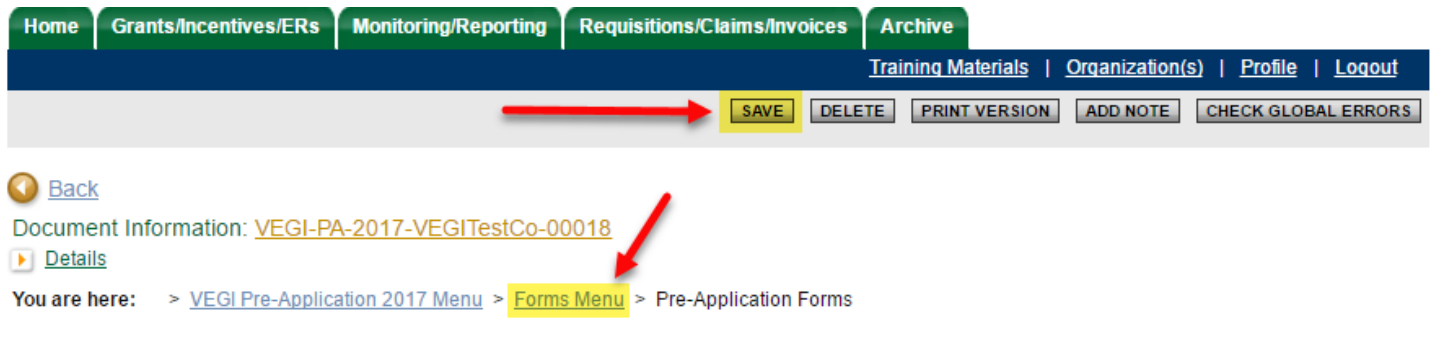 Home Grants/Incentives/ERs Monitoring/Reporting Requisitions/Claims/Invoices Archive
Training Materials | Organization(s) | Profile | Logout
SAVE DELETE PRINT VERSION ADD NOTE CHECK GLOBAL ERRORS
Back
Document Information: VEGI-PA-2017-VEGITestCo-00018
Details
You are here: > VEGI Pre-Application 2017 Menu > Forms Menu > Pre-Application Forms